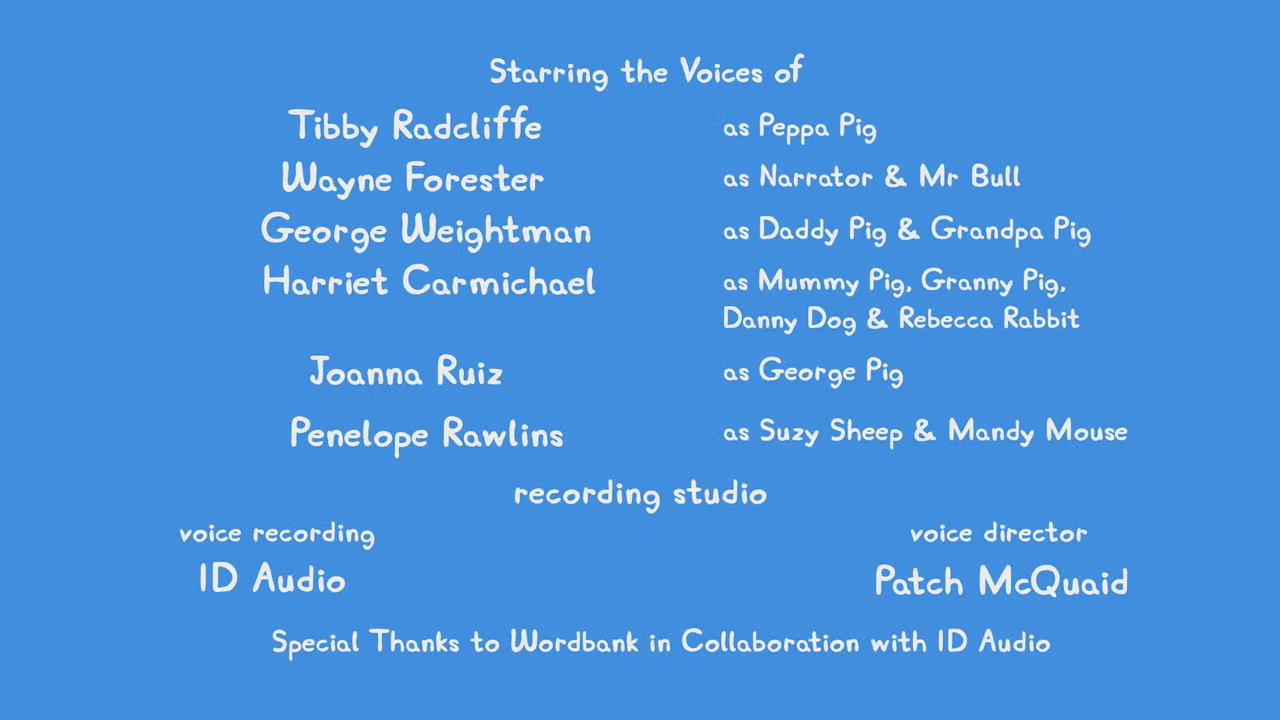 Starring the Voices of
Tibby Radcliffe as Peppa Pig
Wayne Forester as Narrator & Mr Bull
George Weightman as Daddy Pig & Grandpa Pig
Harriet Carmichael as Mummy Pig, Granny Pig,
Danny Dog & Rebecca Rabbit
Joanna Ruiz as George Pig
Penelope Rawlins as Suzy Sheep & Mandy Mouse
recording studio
voice recording voice director
ID Audio Patch McQuaid
Special Thanks to Wordbank in Collaboration with ID Audio